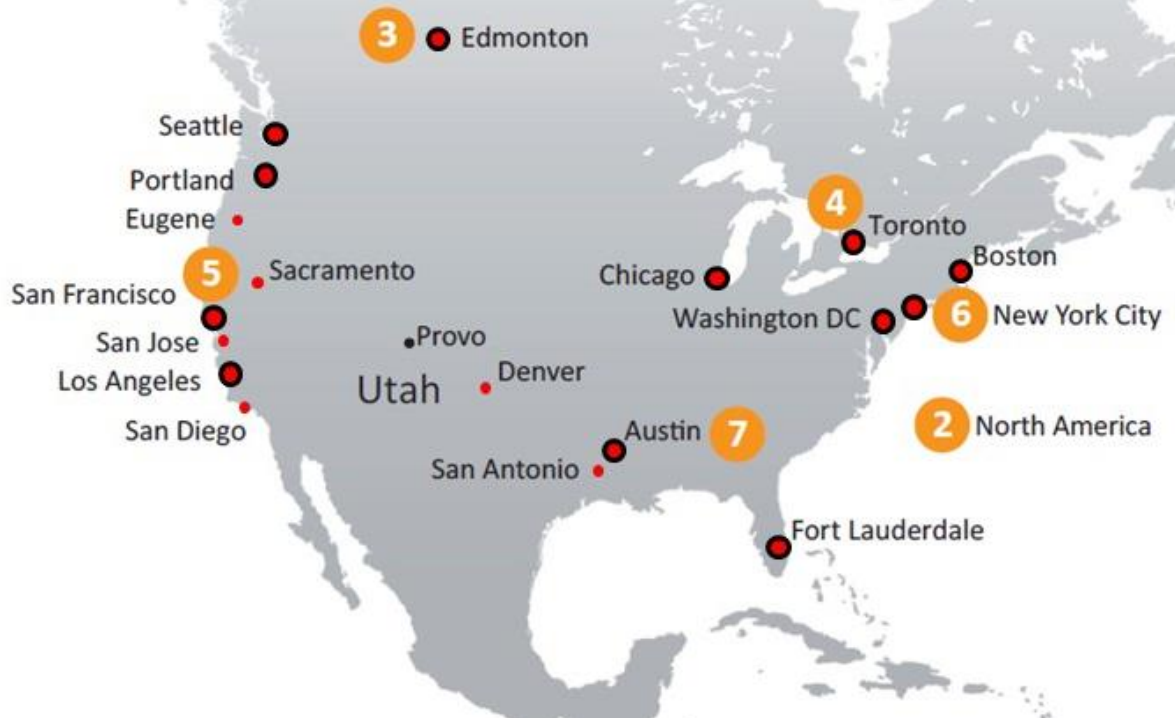 3 Edmonton
Seattle
Portland
Eugene
4
Toronto
5
Sacramento
San Francisco
Boston
Chicago
Washington DC
6 New York City
San Jose
Provo
Los Angeles
Utah
Denver
San Diego
2 North America
Austin 7
San Antonio
Fort Lauderdale